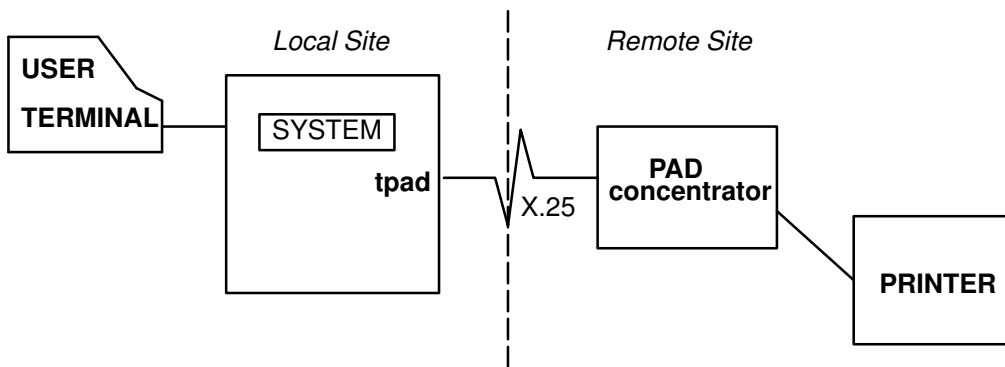 Local Site
Remote Site
USER
TERMINAL
SYSTEM
tpad
X.25
PAD
concentrator
PRINTER